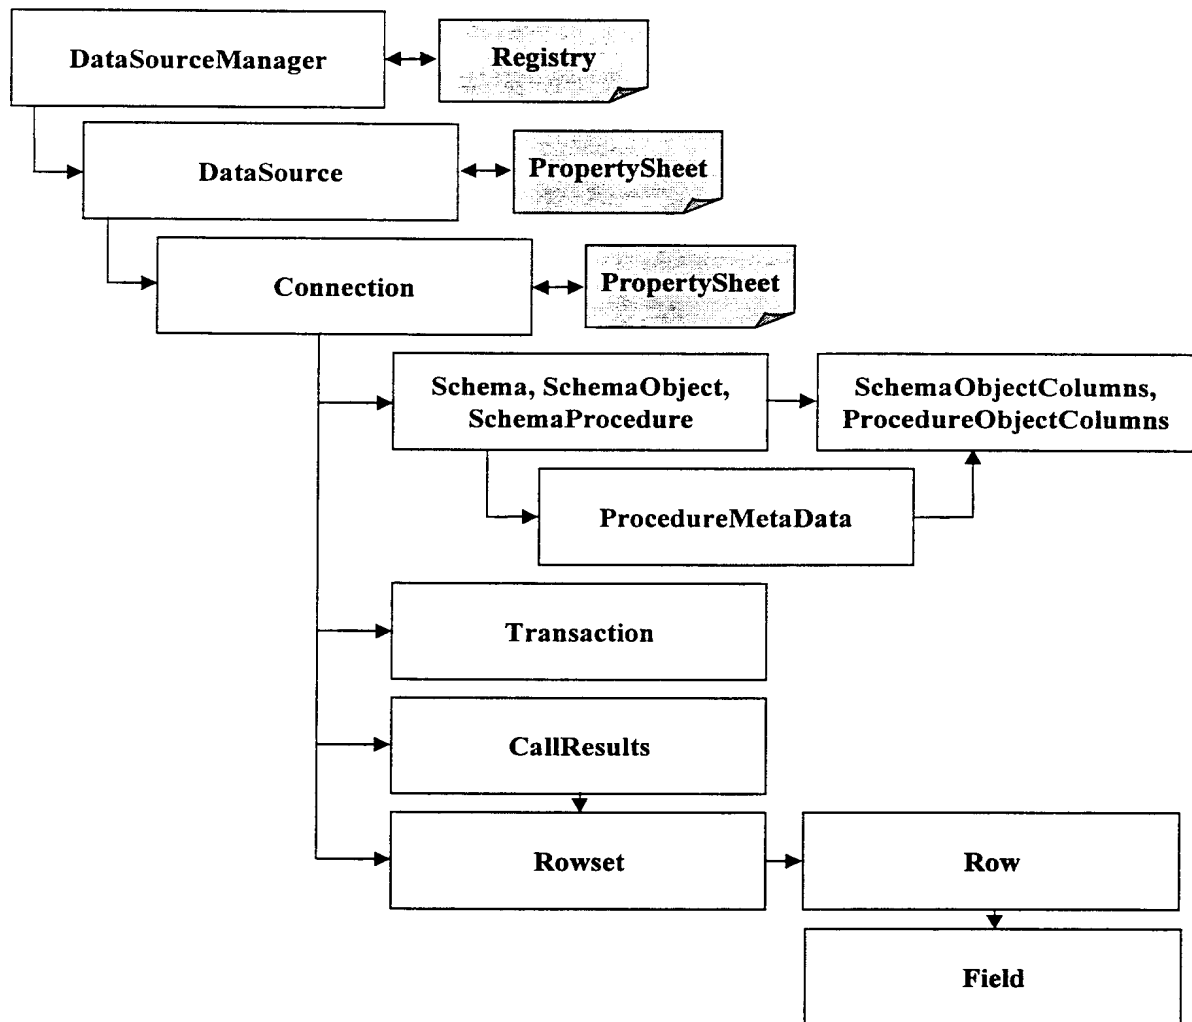 DataSourceManager
Registry
DataSource
PropertySheet
Connection
PropertySheet
Schema, SchemaObject,
SchemaProcedure
SchemaObjectColumns,
ProcedureObjectColumns
ProcedureMetaData
Transaction
CallResults
Rowset
Row
Field